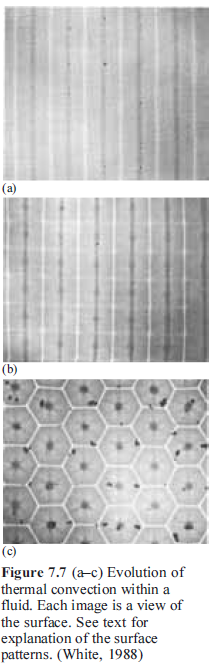 (a)
(b)
(c)
Figure 7.7 (a–c) Evolution of
thermal convection within a
fluid. Each image is a view of
the surface. See text for
explanation of the surface
patterns. (White, 1988)